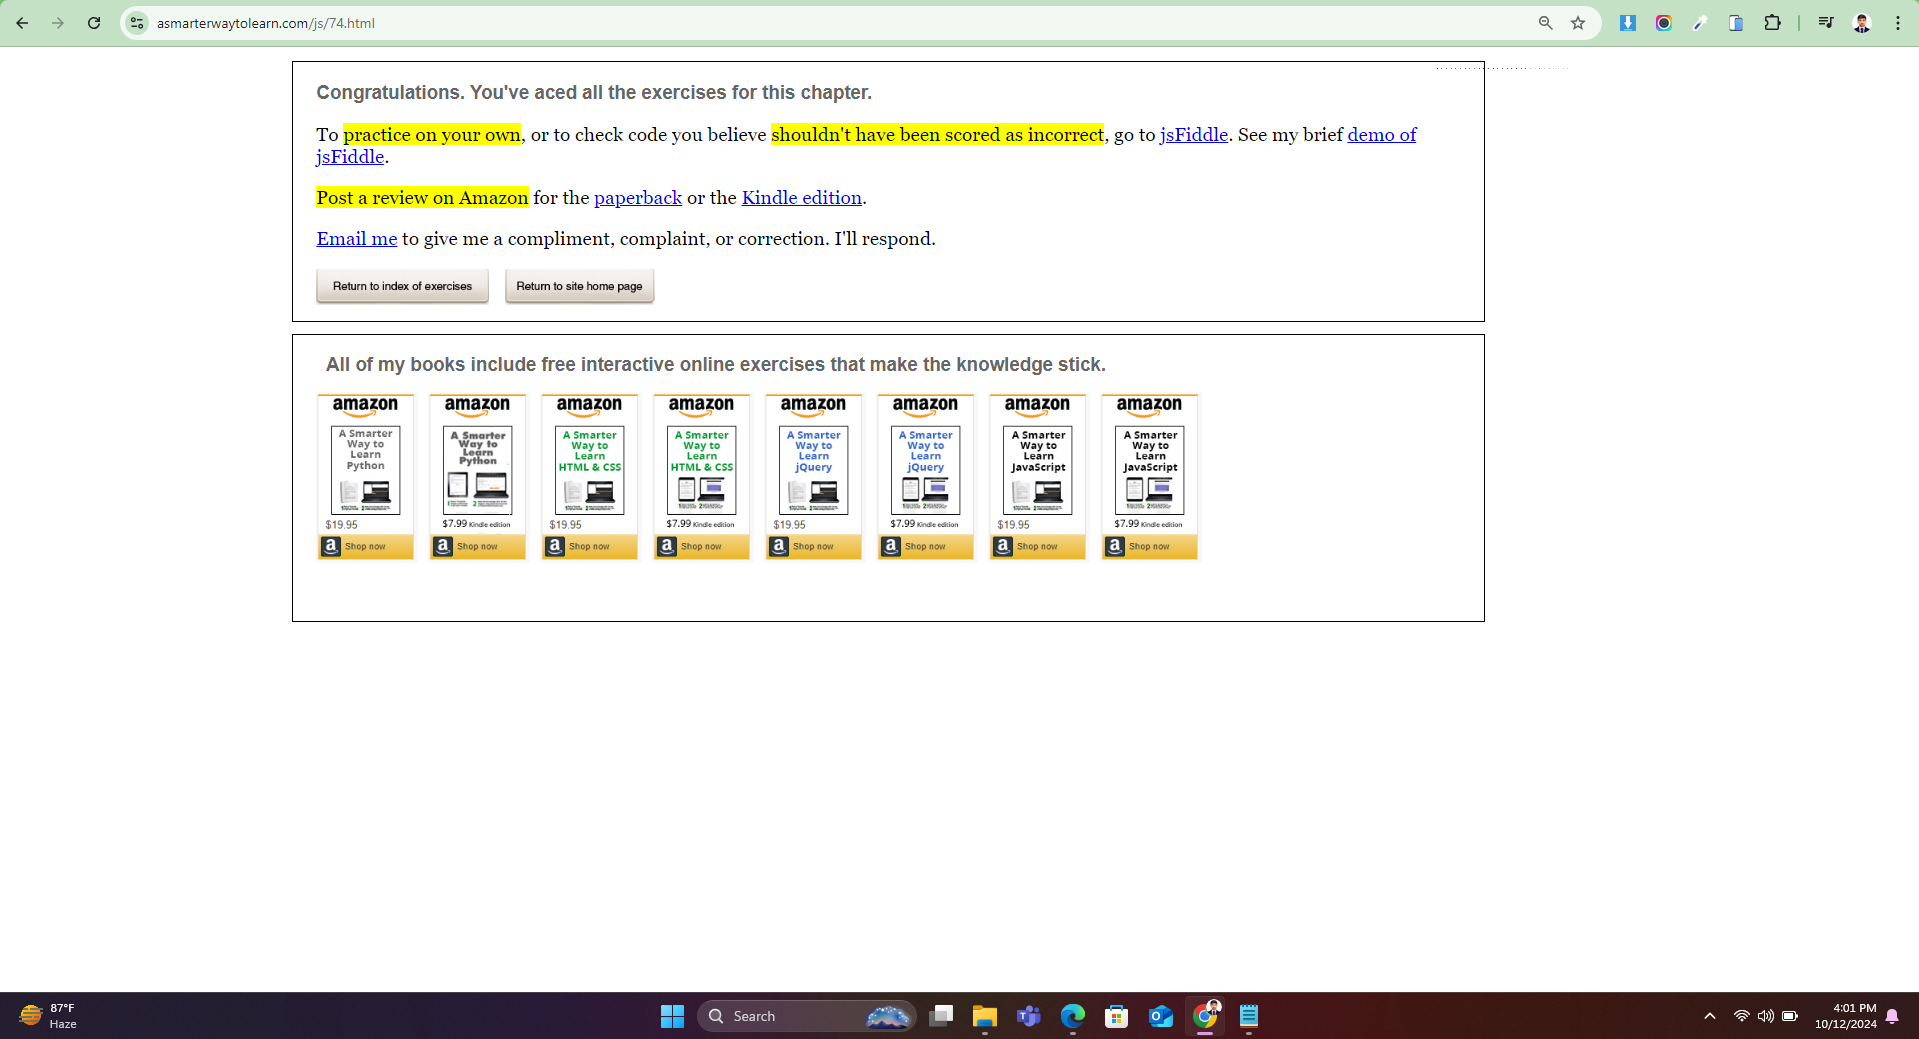 asmarterwaytolearn.com/js/74.html
Congratulations. You've aced all the exercises for this chapter.
To practice on your own, or to check code you believe shouldn't have been scored as incorrect, go to jsFiddle. See my brief demo of
jsFiddle.
Post a review on Amazon for the paperback or the Kindle edition.
Email me to give me a compliment, complaint, or correction. I'll respond.
Return to index of exercises
Return to site home page
All of my books include free interactive online exercises that make the knowledge stick.
amazon
A Smarter
Way to
Learn
Python
$19.95
a Shop now
amazon
A Smarter
Way to
Learn
Python
$7.99 Kindle edition
a Shop now
amazon
A Smarter
Way to
Learn
HTML & CSS
$19.95
a Shop now
amazon
A Smarter
Way to
Learn
HTML & CSS
$7.99 Kindle edition
a Shop now
amazon
A Smarter
Way to
Learn
jQuery
$19.95
a Shop now
amazon
A Smarter
Way to
Learn
jQuery
$7.99 Kindle edition
a Shop now
amazon
A Smarter
Way to
Learn
JavaScript
$19.95
a Shop now
amazon
A Smarter
Way to
Learn
JavaScript
$7.99 Kindle edition
a Shop now
87°F
Haze
Search
4:01 PM
10/12/2024